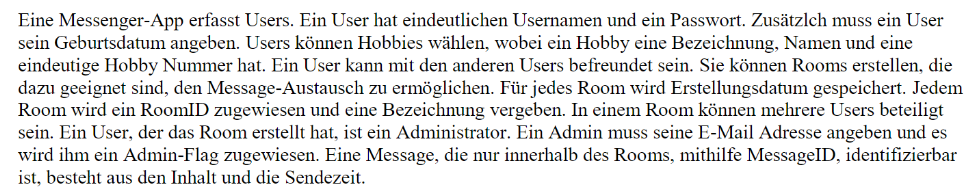 Eine Messenger-App erfasst Users. Ein User hat eindeutlichen Usernamen und ein Passwort. Zusätzlch muss ein User
sein Geburtsdatum angeben. Users können Hobbies wählen, wobei ein Hobby eine Bezeichnung, Namen und eine
eindeutige Hobby Nummer hat. Ein User kann mit den anderen Users befreundet sein. Sie können Rooms erstellen, die
dazu geeignet sind, den Message-Austausch zu ermöglichen. Für jedes Room wird Erstellungsdatum gespeichert. Jedem
Room wird ein RoomID zugewiesen und eine Bezeichnung vergeben. In einem Room können mehrere Users beteiligt
sein. Ein User, der das Room erstellt hat, ist ein Administrator. Ein Admin muss seine E-Mail Adresse angeben und es
wird ihm ein Admin-Flag zugewiesen. Eine Message, die nur innerhalb des Rooms, mithilfe MessageID, identifizierbar
ist, besteht aus den Inhalt und die Sendezeit.